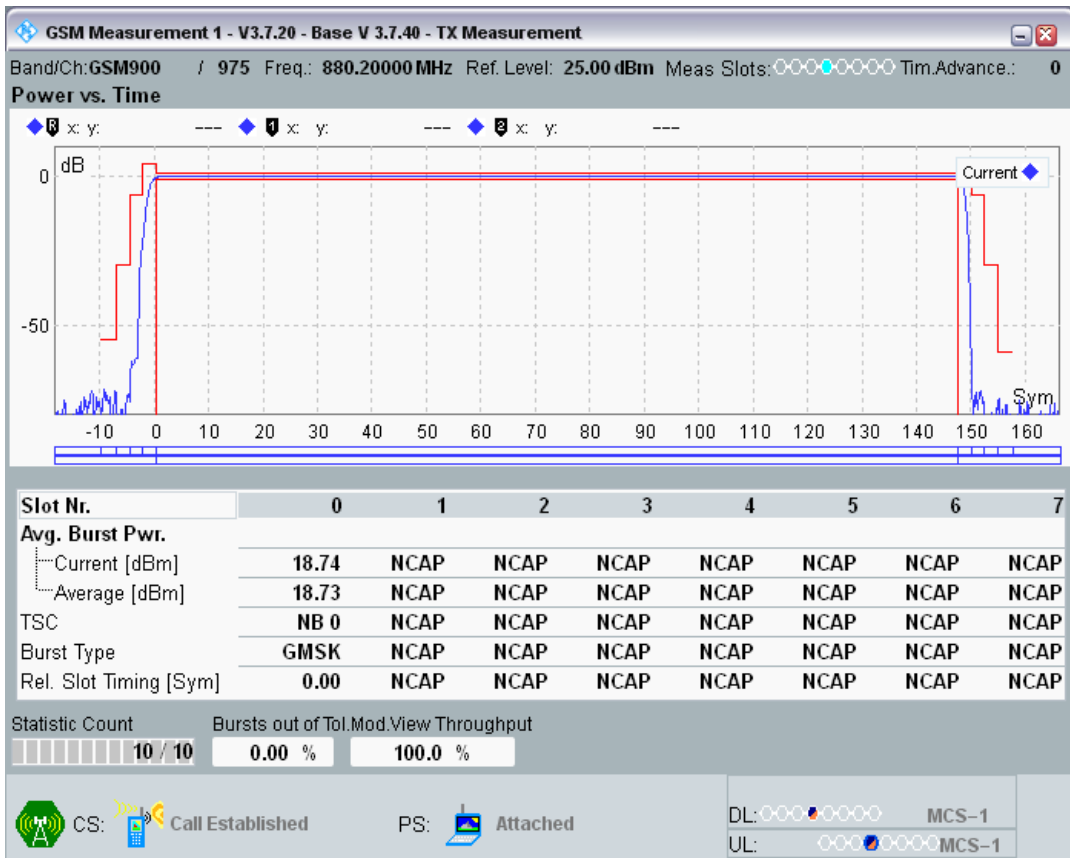 GSM Measurement 1 - V3.7.20 - Base V 3.7.40 - TX Measurement
Band/Ch:GSM900 / 975 Freq.: 880.20000 MHz Ref. Level: 25.00 dBm Meas Slots: Tim.Advance.: 0
Power vs. Time
R x: y: --- 1 x: y: --- 2 x: y: ---
dB
Current
0
-50
Sym
-10 0 10 20 30 40 50 60 70 80 90 100 110 120 130 140 150 160
Slot Nr. 0 1 2 3 4 5 6 7
Avg. Burst Pwr.
Current [dBm] 18.74 NCAP NCAP NCAP NCAP NCAP NCAP NCAP
Average [dBm] 18.73 NCAP NCAP NCAP NCAP NCAP NCAP NCAP
TSC NB 0 NCAP NCAP NCAP NCAP NCAP NCAP NCAP
Burst Type GMSK NCAP NCAP NCAP NCAP NCAP NCAP NCAP
Rel. Slot Timing [Sym] 0.00 NCAP NCAP NCAP NCAP NCAP NCAP NCAP
Statistic Count Bursts out of Tol.Mod.View Throughput
10 / 10 0.00 % 100.0 %
CS: Call Established PS: Attached
DL: MCS-1
UL: MCS-1